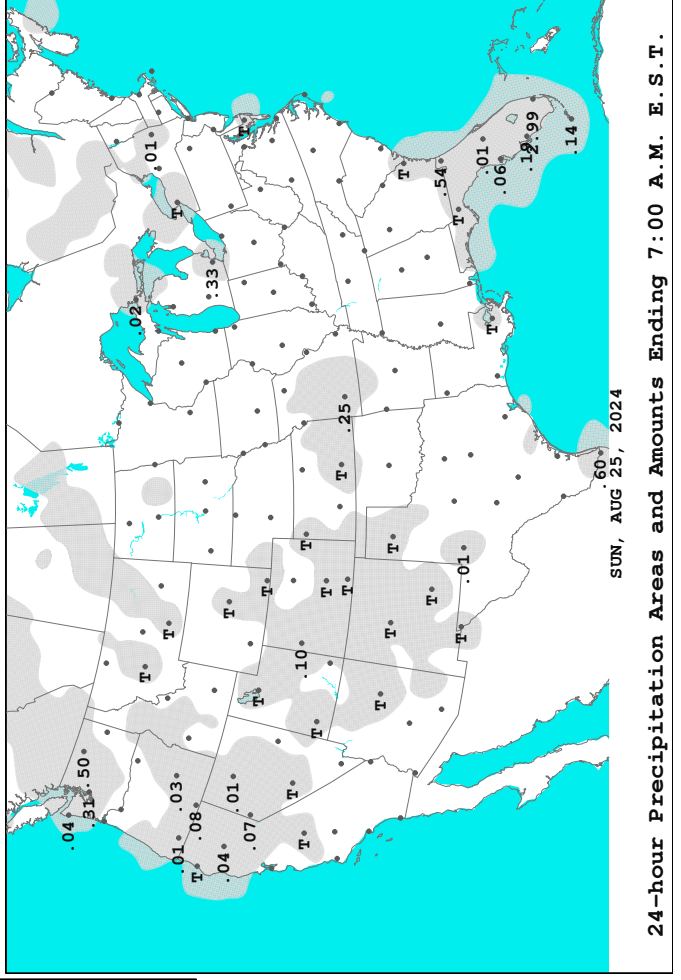 .04
.31
.50
.02
T
.01
T
.03
T
.01
.08
T
.33
.04
T
.01
T
.07
T
T
T
.10
T
T
T
T
T
.25
T
T
T
T
T
T
.54
T
T
.01
.01
T
.06
.19
2.99
.14
.60
SUN, AUG 25, 2024
24-hour Precipitation Areas and Amounts Ending 7:00 A.M. E.S.T.